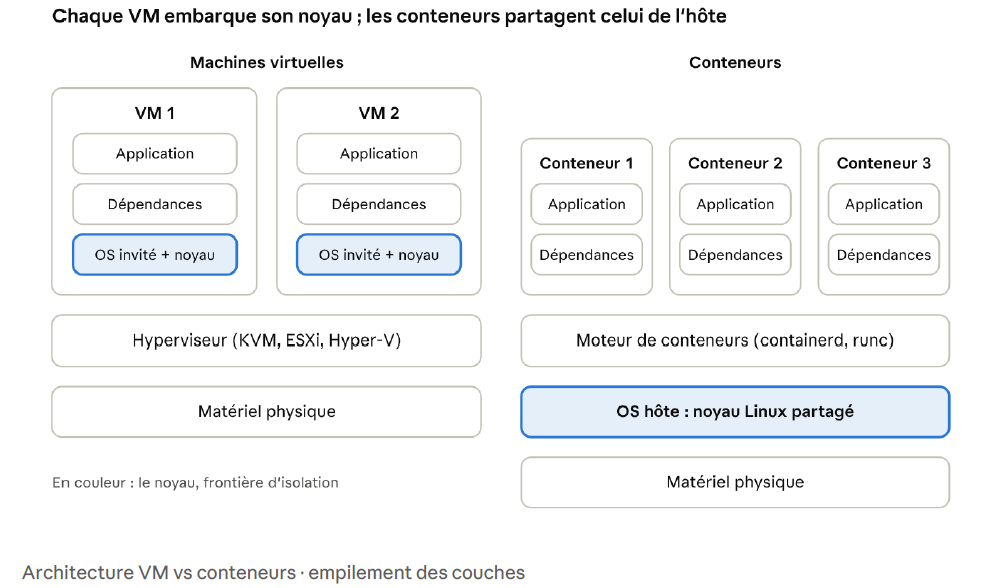 Chaque VM embarque son noyau ; les conteneurs partagent celui de l'hôte
Machines virtuelles
VM 1
Application
Dépendances
OS invité + noyau
VM 2
Application
Dépendances
OS invité + noyau
Hyperviseur (KVM, ESXi, Hyper-V)
Matériel physique
En couleur : le noyau, frontière d'isolation
Conteneurs
Conteneur 1
Application
Dépendances
Conteneur 2
Application
Dépendances
Conteneur 3
Application
Dépendances
Moteur de conteneurs (containerd, runc)
OS hôte : noyau Linux partagé
Matériel physique
Architecture VM vs conteneurs · empilement des couches